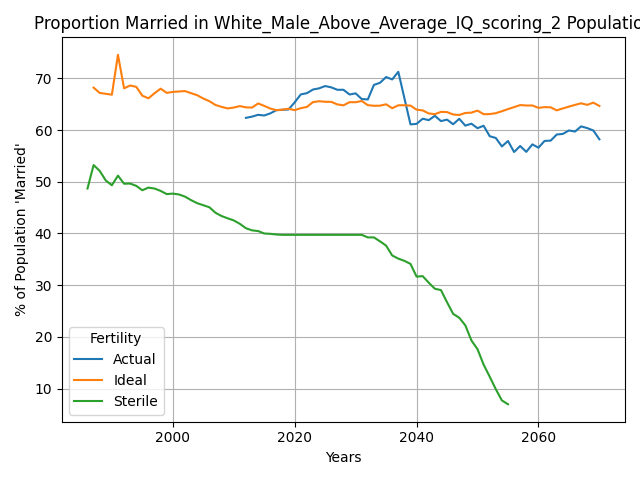 Proportion Married in White_Male_Above_Average_IQ_scoring_2 Populatio
% of Population 'Married'
70
60
50
40
30
20
10
Fertility
Actual
Ideal
Sterile
2000 2020 2040 2060
Years